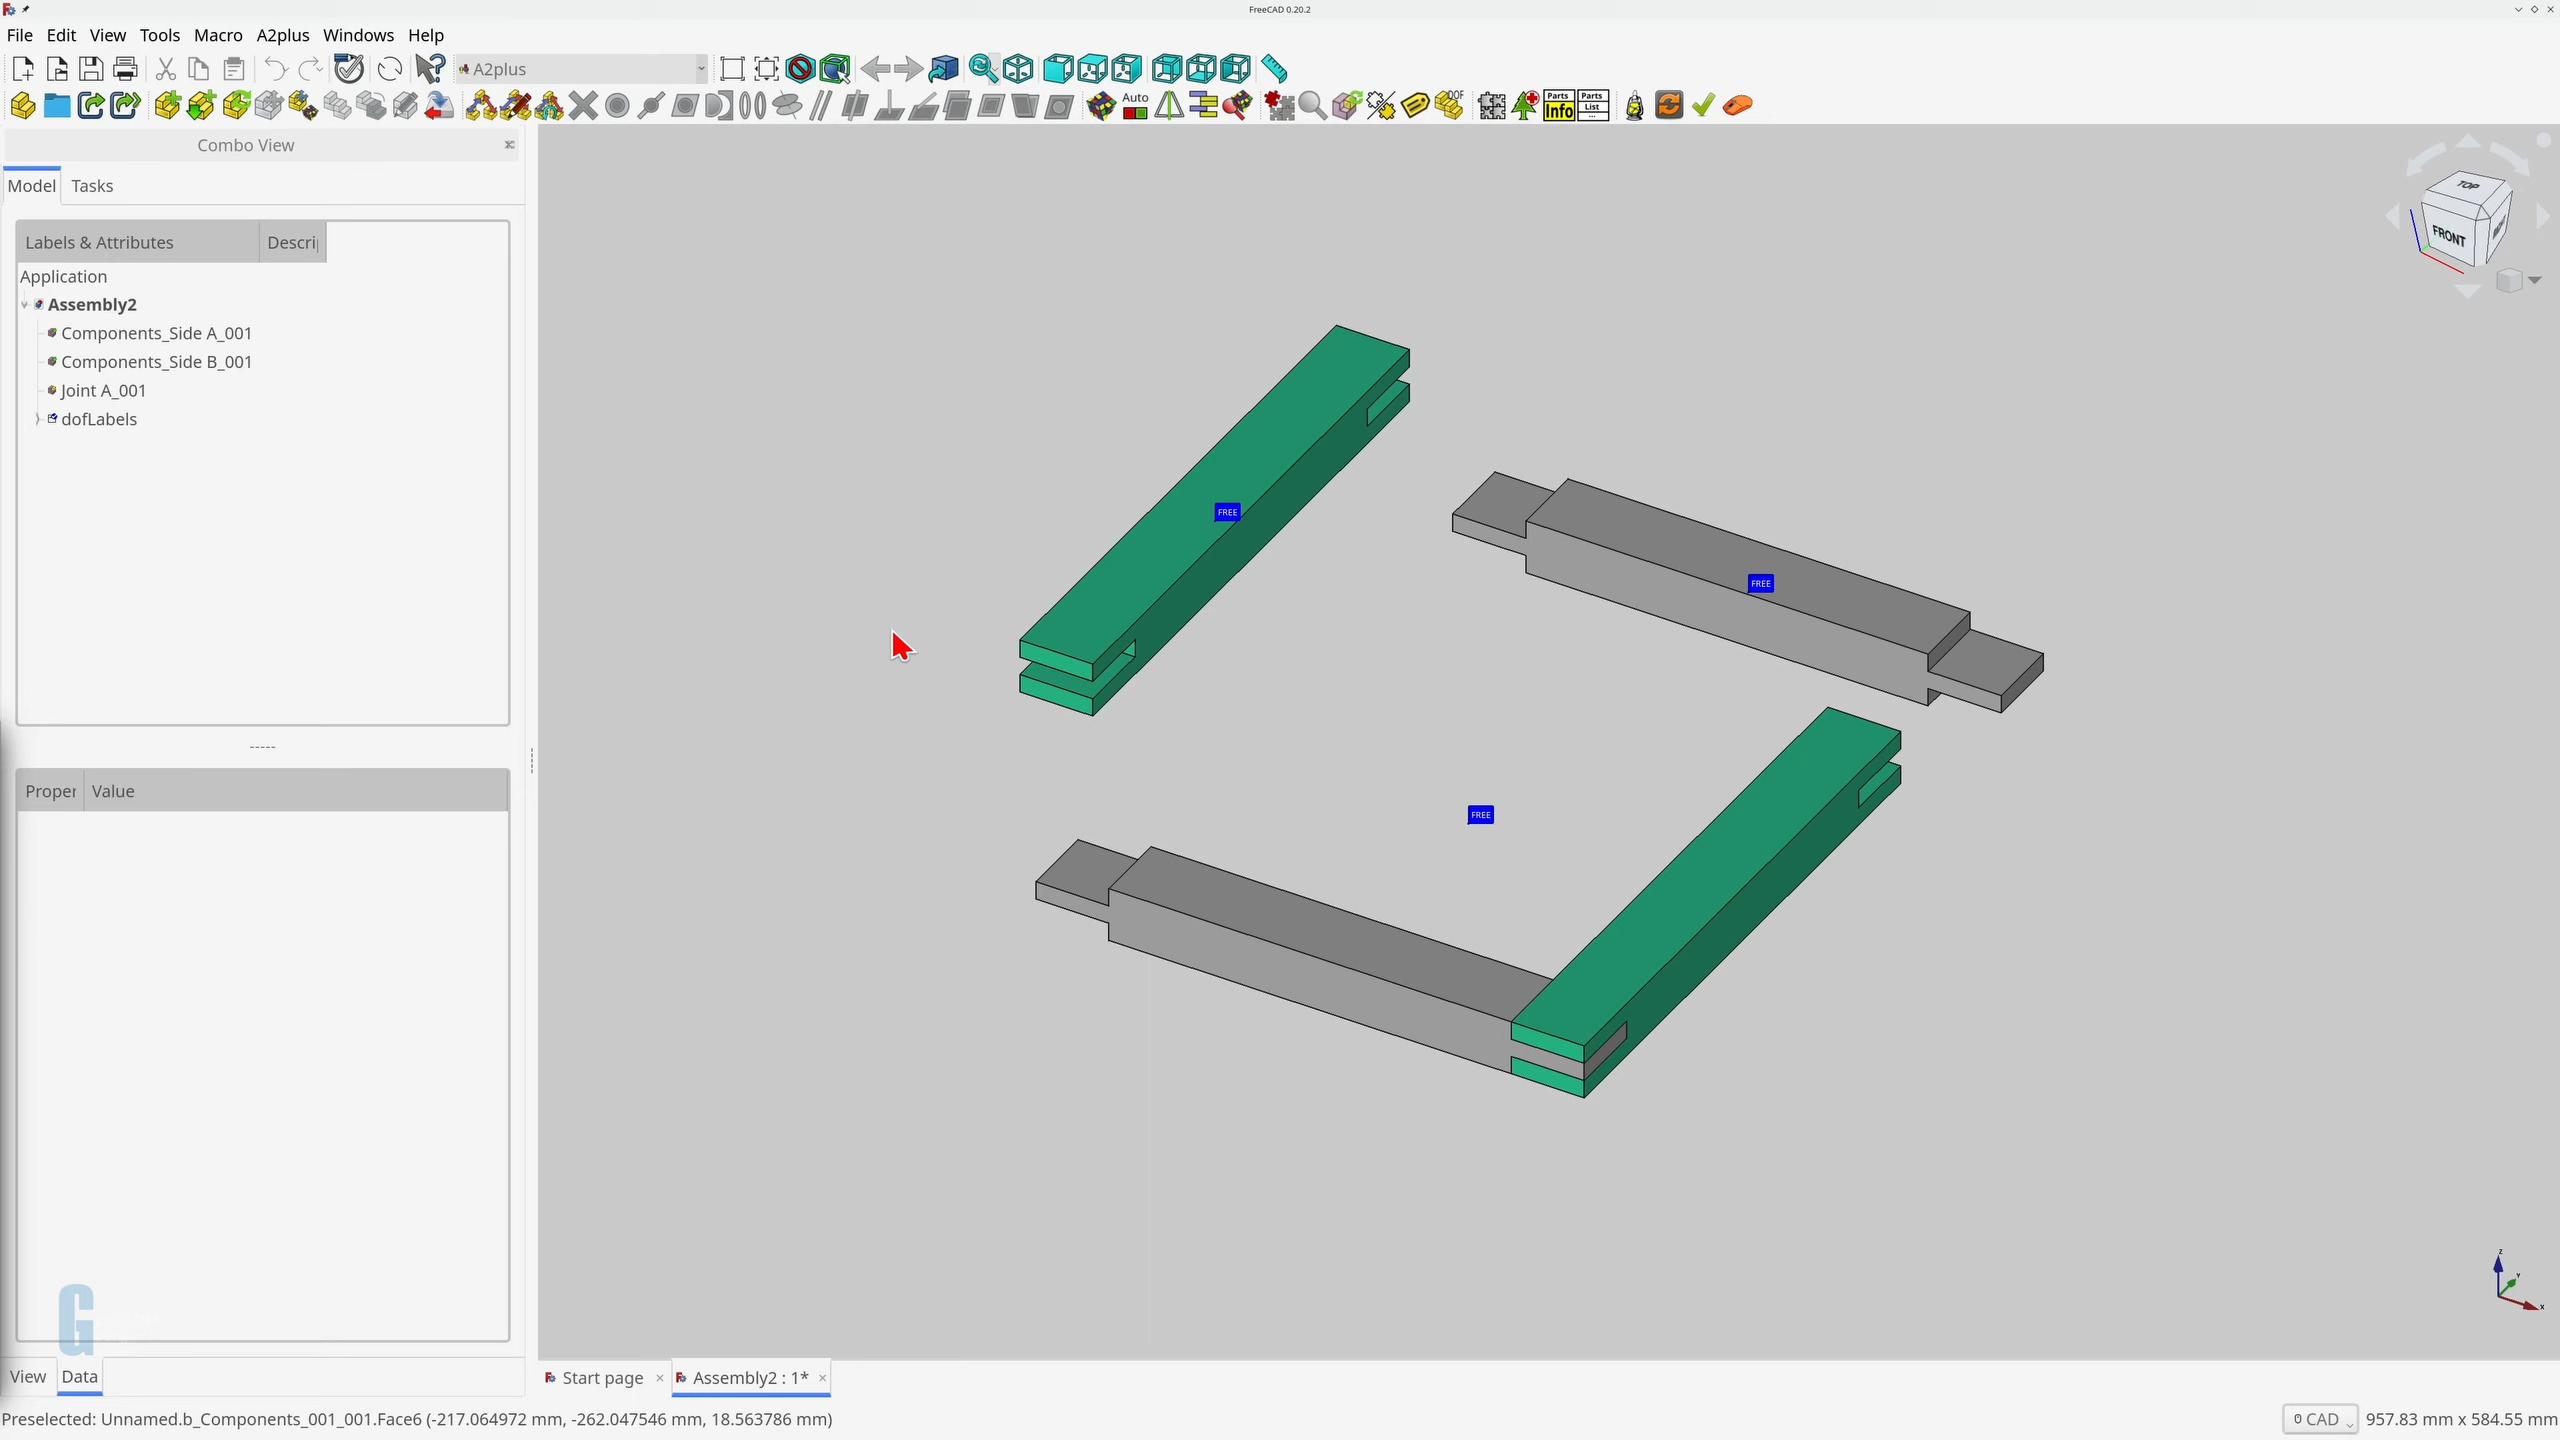 FreeCAD 0.20.2
File Edit View Tools Macro A2plus Windows Help
A2plus
Auto
DOF
Parts
Info
Parts
List
...
Combo View
Model Tasks
Labels & Attributes Descri
Application
Assembly2
Components_Side A_001
Components_Side B_001
Joint A_001
dofLabels
Proper Value
View Data
FREE
FREE
FREE
TOP
FRONT
z
Y
x
G
Start page
Assembly2 : 1*
Preselected: Unnamed.b_Components_001_001.Face6 (-217.064972 mm, -262.047546 mm, 18.563786 mm)
CAD 957.83 mm x 584.55 mm